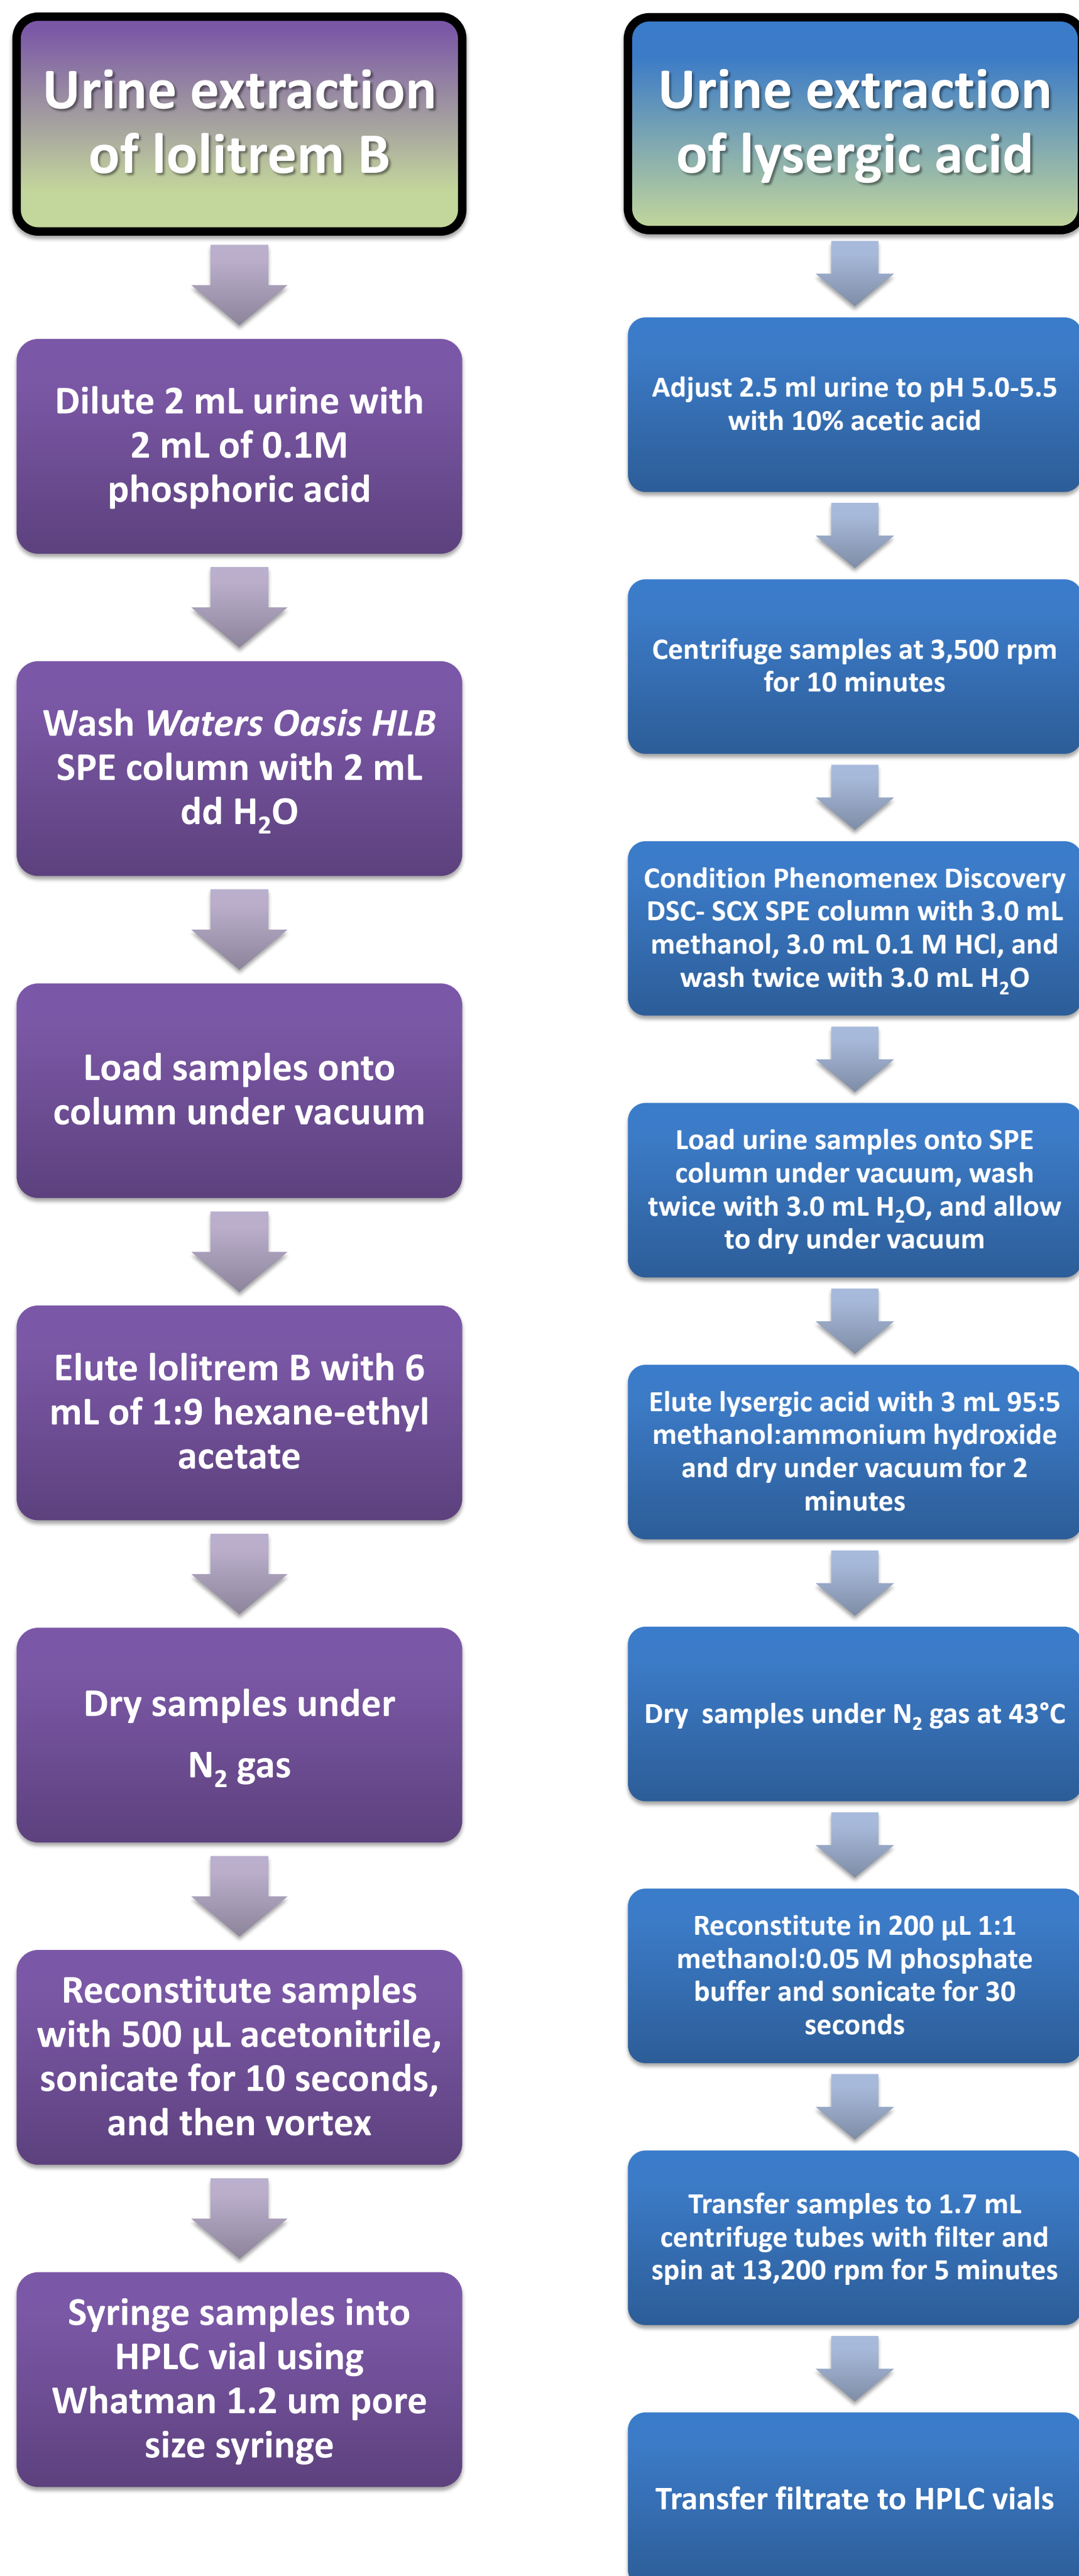 Urine extraction
of lolitrem B
Dilute 2 mL urine with
2 mL of 0.1M
phosphoric acid
Wash Waters Oasis HLB
SPE column with 2 mL
dd H₂O
Load samples onto
column under vacuum
Elute lolitrem B with 6
mL of 1:9 hexane-ethyl
acetate
Dry samples under
N₂ gas
Reconstitute samples
with 500 µL acetonitrile,
sonicate for 10 seconds,
and then vortex
Syringe samples into
HPLC vial using
Whatman 1.2 um pore
size syringe
Urine extraction
of lysergic acid
Adjust 2.5 ml urine to pH 5.0-5.5
with 10% acetic acid
Centrifuge samples at 3,500 rpm
for 10 minutes
Condition Phenomenex Discovery
DSC- SCX SPE column with 3.0 mL
methanol, 3.0 mL 0.1 M HCl, and
wash twice with 3.0 mL H₂O
Load urine samples onto SPE
column under vacuum, wash
twice with 3.0 mL H₂O, and allow
to dry under vacuum
Elute lysergic acid with 3 mL 95:5
methanol:ammonium hydroxide
and dry under vacuum for 2
minutes
Dry  samples under N₂ gas at 43°C
Reconstitute in 200 µL 1:1
methanol:0.05 M phosphate
buffer and sonicate for 30
seconds
Transfer samples to 1.7 mL
centrifuge tubes with filter and
spin at 13,200 rpm for 5 minutes
Transfer filtrate to HPLC vials